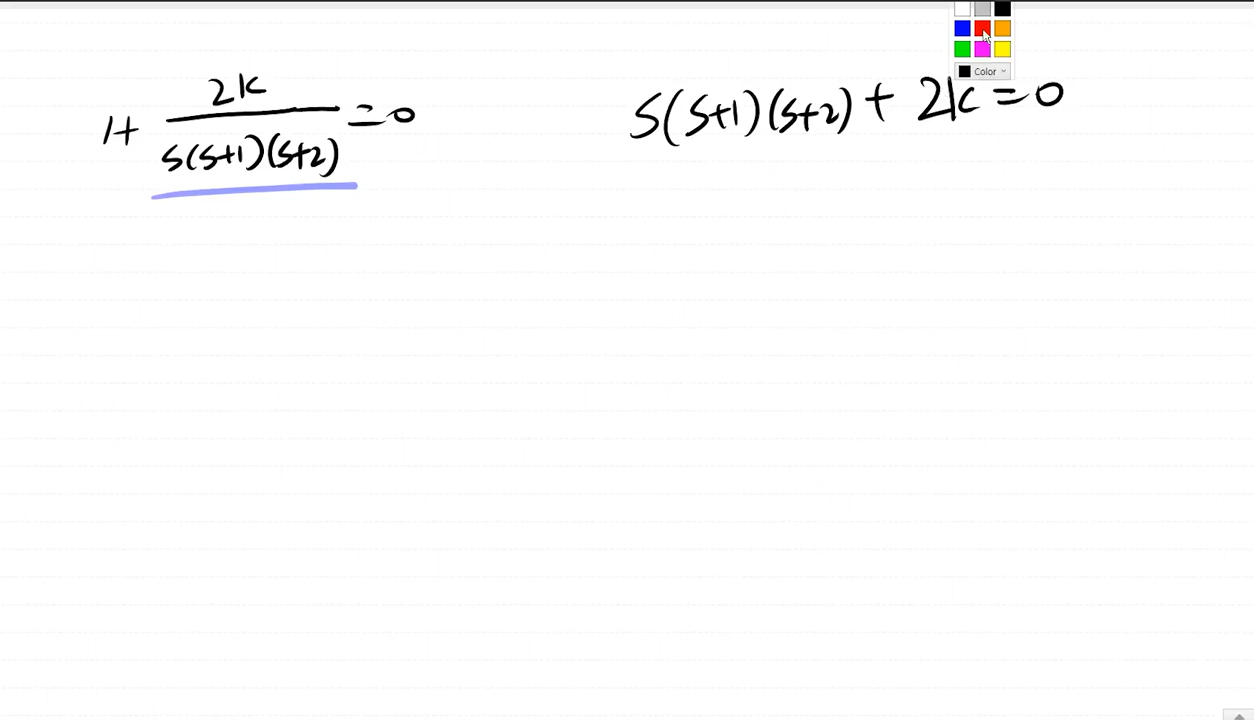 1+ 2K / S(S+1)(S+2) = 0
S(S+1)(S+2) + 2K = 0
Color